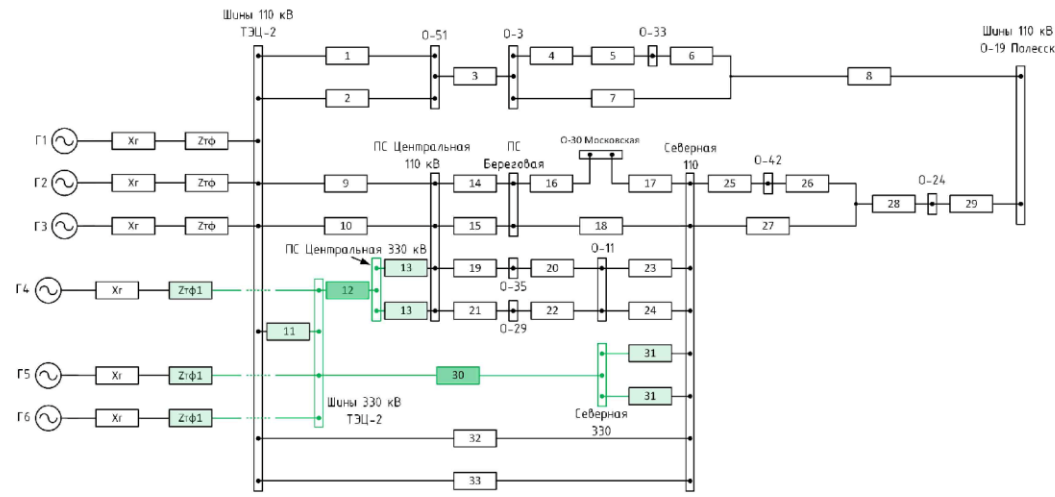 Шины 110 кВ
ТЭЦ-2
О-51
О-3
О-33
Шины 110 кВ
О-19 Полесск
1
2
3
4
5
6
7
8
Г1
Xг
Zтф
Г2
Xг
Zтф
Г3
Xг
Zтф
ПС Центральная
110 кВ
ПС
Береговая
О-30 Московская
Северная
110
О-42
О-24
9
14
16
17
25
26
28
29
10
15
18
27
ПС Центральная 330 кВ
О-11
13
19
20
23
О-35
Г4
Xг
Zтф1
12
13
21
22
24
О-29
11
Г5
Xг
Zтф1
30
31
31
Г6
Xг
Zтф1
Шины 330 кВ
ТЭЦ-2
Северная
330
32
33